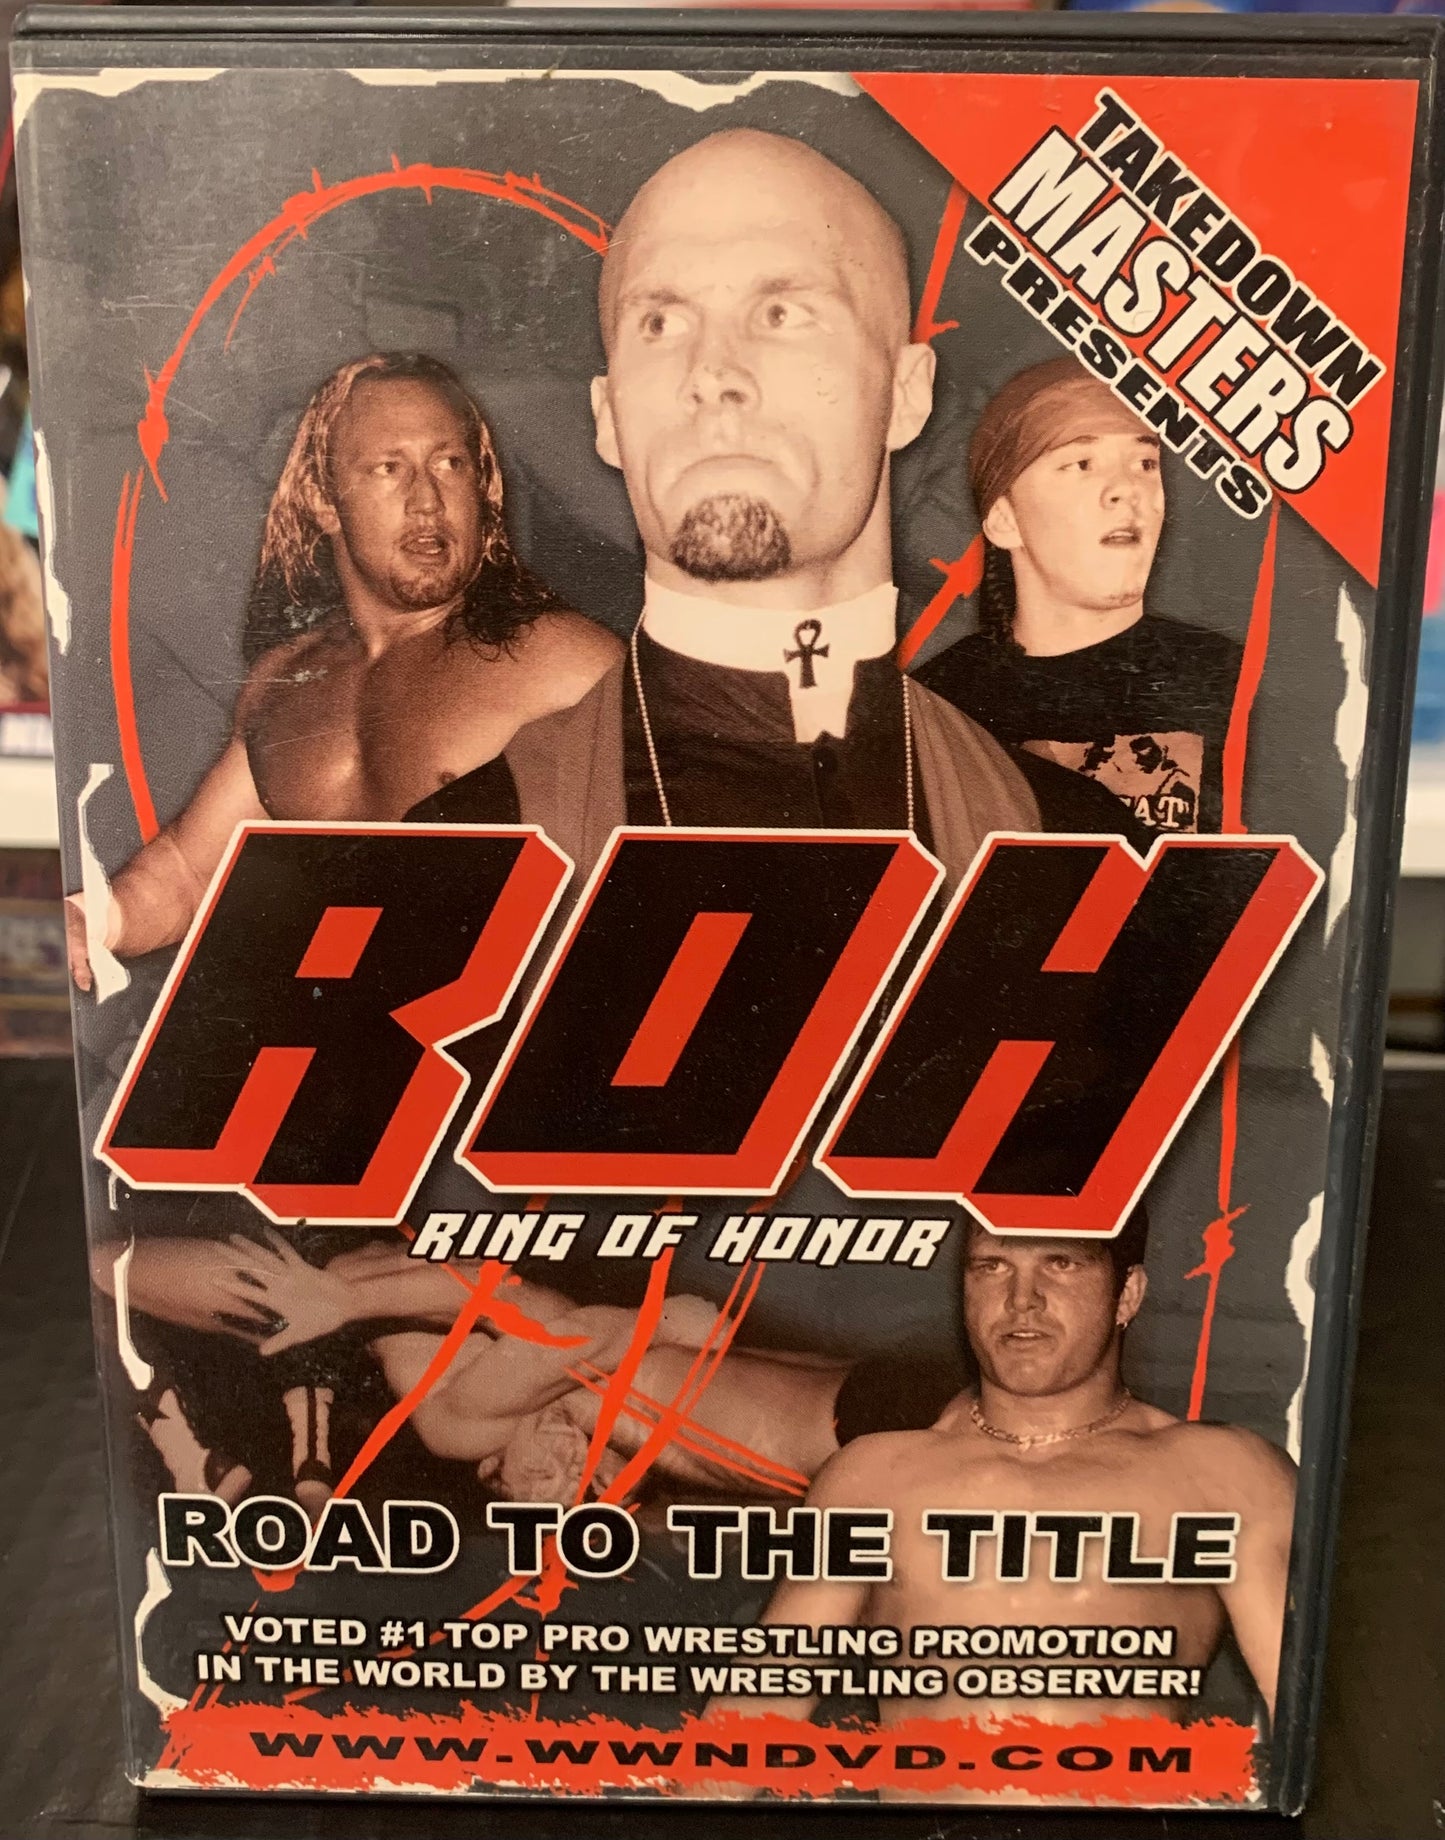 TAKEDOWN
MASTERS
PRESENTS
ROH
RING OF HONOR
ROAD TO THE TITLE
VOTED #1 TOP PRO WRESTLING PROMOTION
IN THE WORLD BY THE WRESTLING OBSERVER!
WWW.WWNDVD.COM